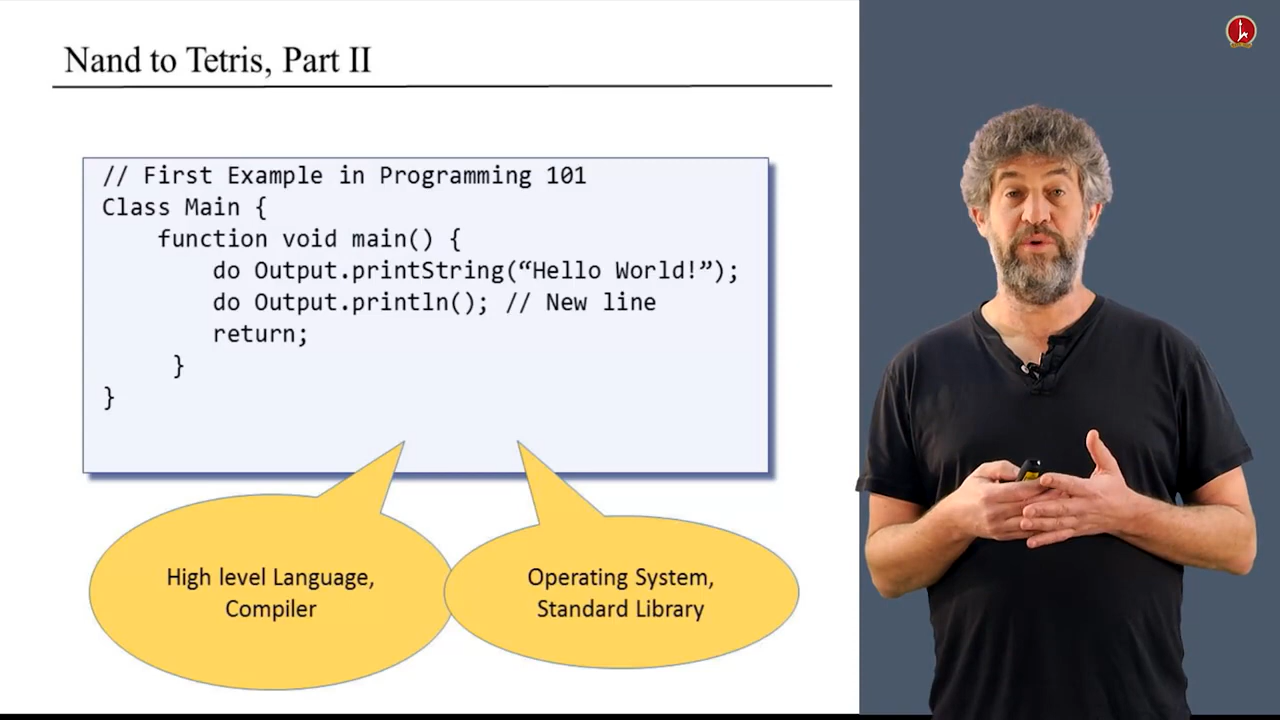 Nand to Tetris, Part II
// First Example in Programming 101
Class Main {
function void main() {
do Output.printString(“Hello World!”);
do Output.println(); // New line
return;
}
}
High level Language,
Compiler
Operating System,
Standard Library